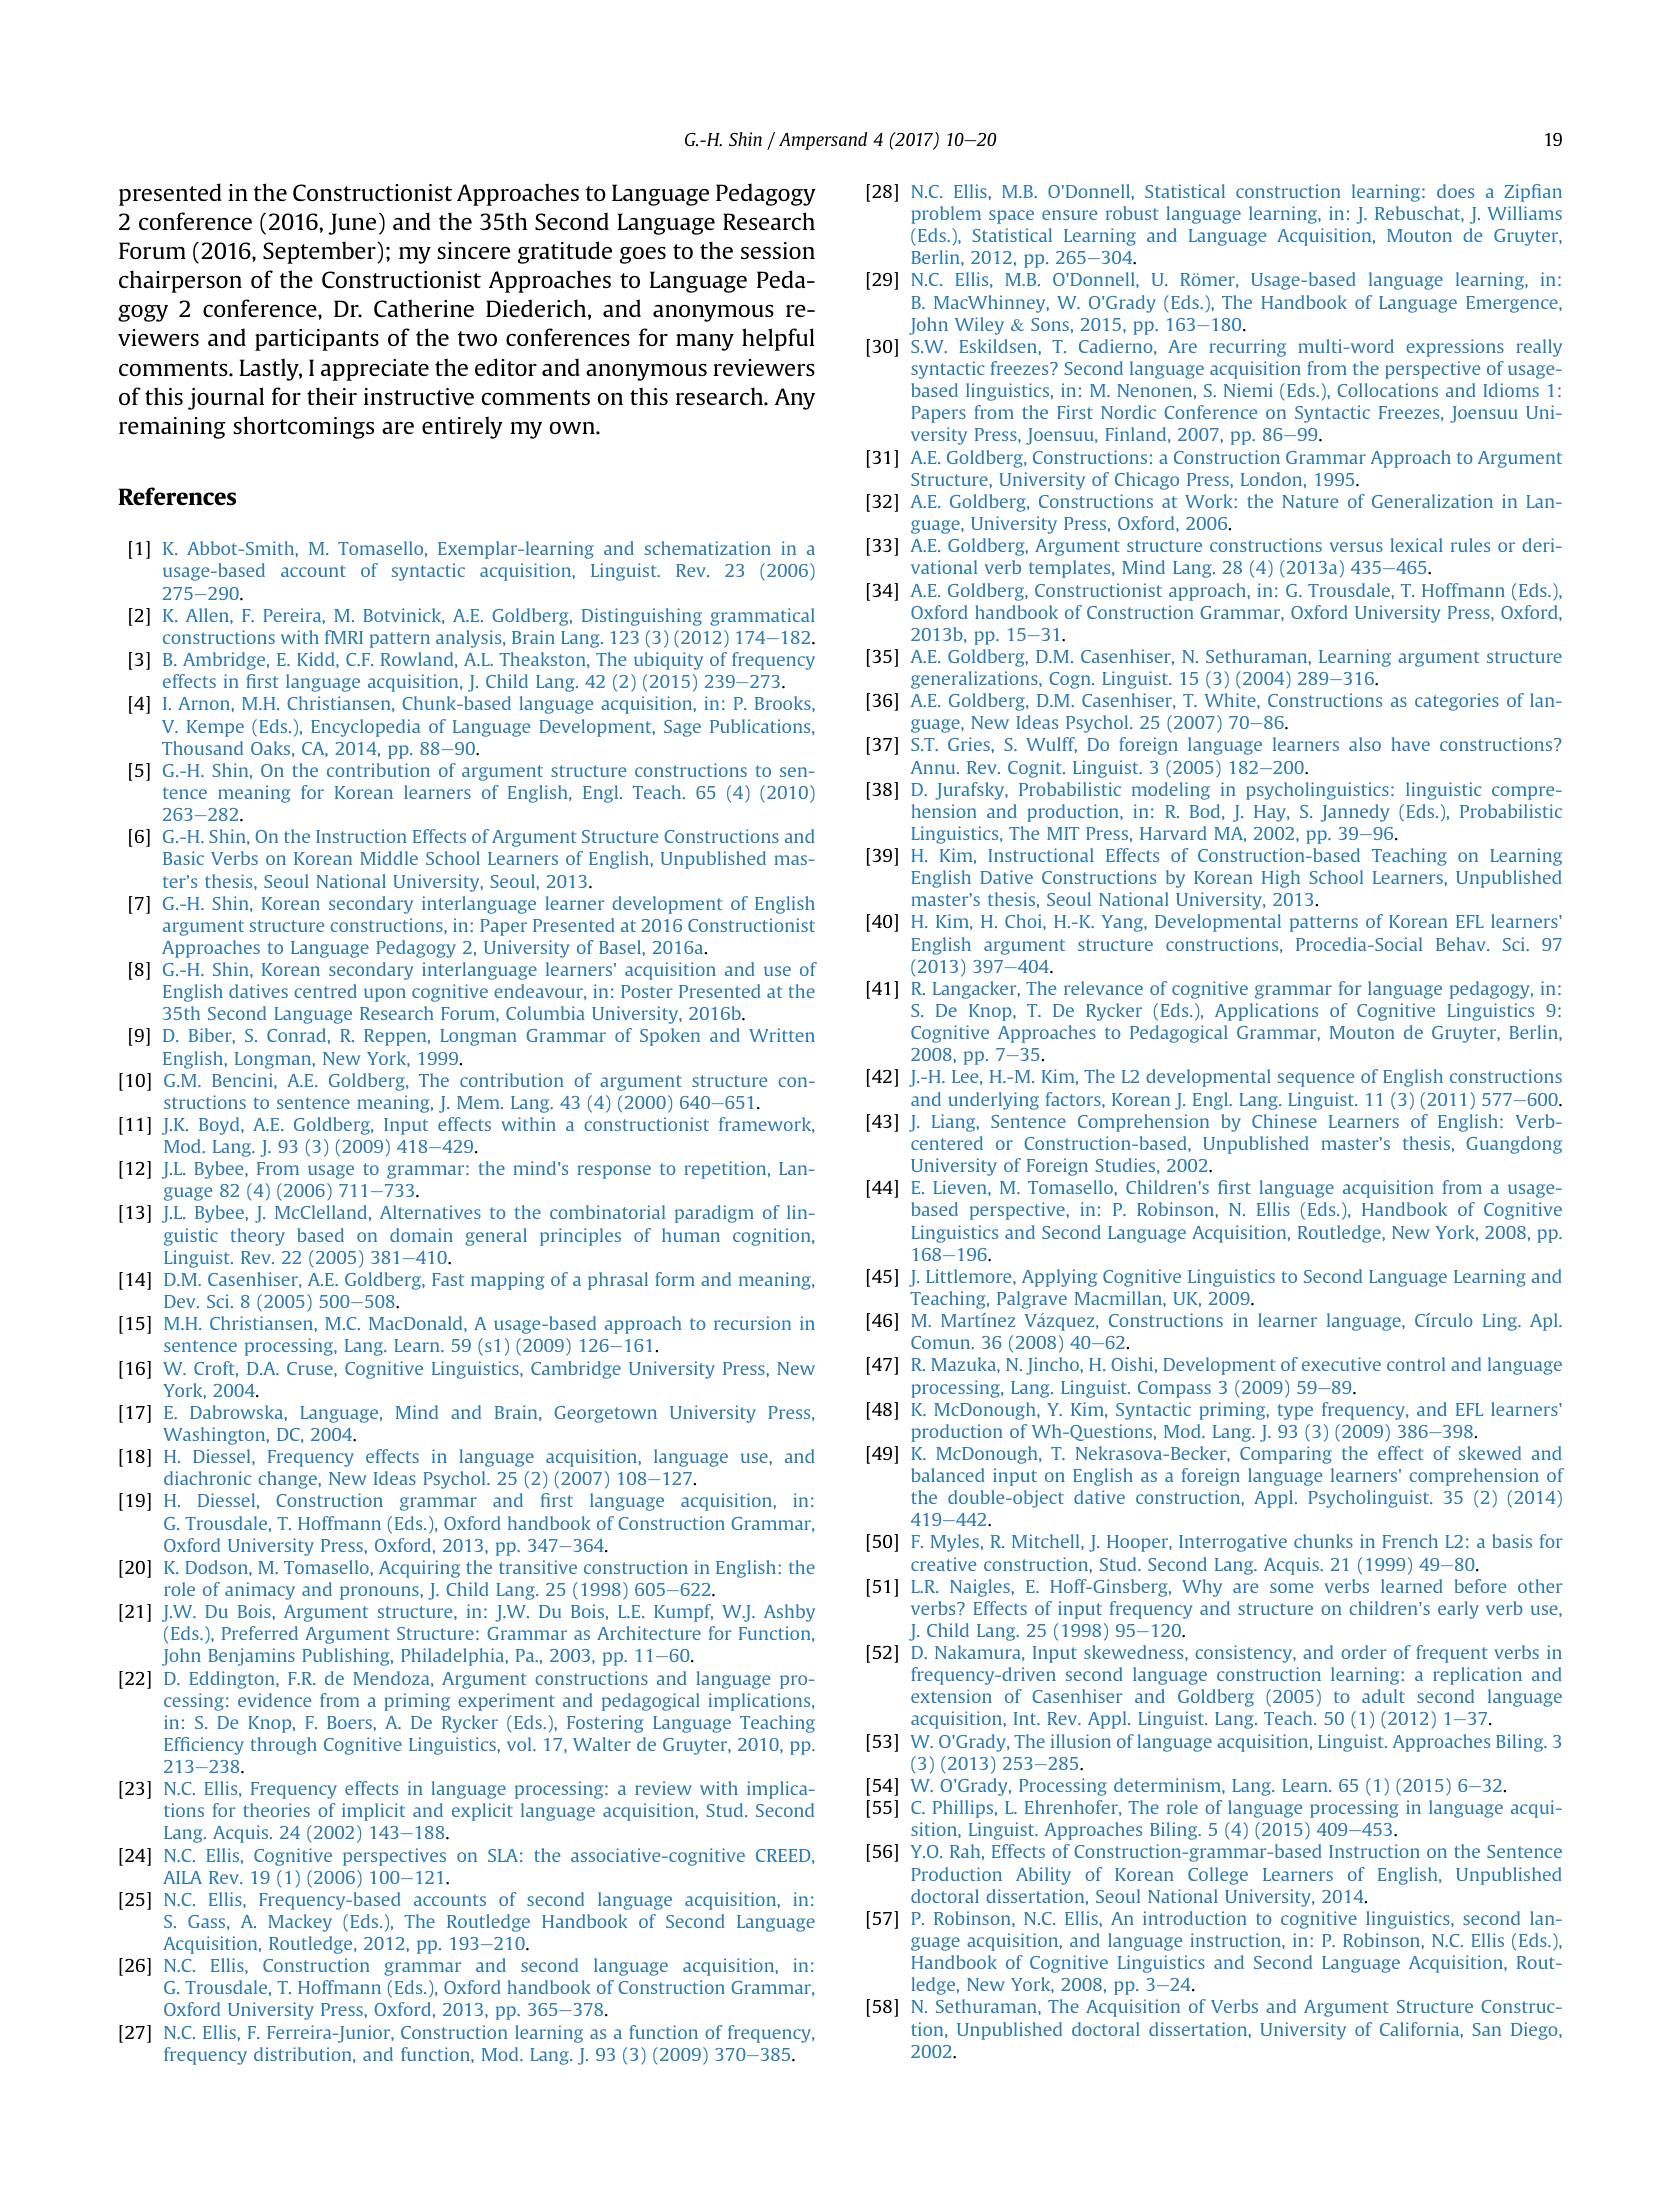 G.-H. Shin / Ampersand 4 (2017) 10–20
19
presented in the Constructionist Approaches to Language Pedagogy
2 conference (2016, June) and the 35th Second Language Research
Forum (2016, September); my sincere gratitude goes to the session
chairperson of the Constructionist Approaches to Language Peda-
gogy 2 conference, Dr. Catherine Diederich, and anonymous re-
viewers and participants of the two conferences for many helpful
comments. Lastly, I appreciate the editor and anonymous reviewers
of this journal for their instructive comments on this research. Any
remaining shortcomings are entirely my own.
References
[1] K. Abbot-Smith, M. Tomasello, Exemplar-learning and schematization in a
usage-based account of syntactic acquisition, Linguist. Rev. 23 (2006)
275–290.
[2] K. Allen, F. Pereira, M. Botvinick, A.E. Goldberg, Distinguishing grammatical
constructions with fMRI pattern analysis, Brain Lang. 123 (3) (2012) 174–182.
[3] B. Ambridge, E. Kidd, C.F. Rowland, A.L. Theakston, The ubiquity of frequency
effects in first language acquisition, J. Child Lang. 42 (2) (2015) 239–273.
[4] I. Arnon, M.H. Christiansen, Chunk-based language acquisition, in: P. Brooks,
V. Kempe (Eds.), Encyclopedia of Language Development, Sage Publications,
Thousand Oaks, CA, 2014, pp. 88–90.
[5] G.-H. Shin, On the contribution of argument structure constructions to sen-
tence meaning for Korean learners of English, Engl. Teach. 65 (4) (2010)
263–282.
[6] G.-H. Shin, On the Instruction Effects of Argument Structure Constructions and
Basic Verbs on Korean Middle School Learners of English, Unpublished mas-
ter's thesis, Seoul National University, Seoul, 2013.
[7] G.-H. Shin, Korean secondary interlanguage learner development of English
argument structure constructions, in: Paper Presented at 2016 Constructionist
Approaches to Language Pedagogy 2, University of Basel, 2016a.
[8] G.-H. Shin, Korean secondary interlanguage learners' acquisition and use of
English datives centred upon cognitive endeavour, in: Poster Presented at the
35th Second Language Research Forum, Columbia University, 2016b.
[9] D. Biber, S. Conrad, R. Reppen, Longman Grammar of Spoken and Written
English, Longman, New York, 1999.
[10] G.M. Bencini, A.E. Goldberg, The contribution of argument structure con-
structions to sentence meaning, J. Mem. Lang. 43 (4) (2000) 640–651.
[11] J.K. Boyd, A.E. Goldberg, Input effects within a constructionist framework,
Mod. Lang. J. 93 (3) (2009) 418–429.
[12] J.L. Bybee, From usage to grammar: the mind's response to repetition, Lan-
guage 82 (4) (2006) 711–733.
[13] J.L. Bybee, J. McClelland, Alternatives to the combinatorial paradigm of lin-
guistic theory based on domain general principles of human cognition,
Linguist. Rev. 22 (2005) 381–410.
[14] D.M. Casenhiser, A.E. Goldberg, Fast mapping of a phrasal form and meaning,
Dev. Sci. 8 (2005) 500–508.
[15] M.H. Christiansen, M.C. MacDonald, A usage-based approach to recursion in
sentence processing, Lang. Learn. 59 (s1) (2009) 126–161.
[16] W. Croft, D.A. Cruse, Cognitive Linguistics, Cambridge University Press, New
York, 2004.
[17] E. Dabrowska, Language, Mind and Brain, Georgetown University Press,
Washington, DC, 2004.
[18] H. Diessel, Frequency effects in language acquisition, language use, and
diachronic change, New Ideas Psychol. 25 (2) (2007) 108–127.
[19] H. Diessel, Construction grammar and first language acquisition, in:
G. Trousdale, T. Hoffmann (Eds.), Oxford handbook of Construction Grammar,
Oxford University Press, Oxford, 2013, pp. 347–364.
[20] K. Dodson, M. Tomasello, Acquiring the transitive construction in English: the
role of animacy and pronouns, J. Child Lang. 25 (1998) 605–622.
[21] J.W. Du Bois, Argument structure, in: J.W. Du Bois, L.E. Kumpf, W.J. Ashby
(Eds.), Preferred Argument Structure: Grammar as Architecture for Function,
John Benjamins Publishing, Philadelphia, Pa., 2003, pp. 11–60.
[22] D. Eddington, F.R. de Mendoza, Argument constructions and language pro-
cessing: evidence from a priming experiment and pedagogical implications,
in: S. De Knop, F. Boers, A. De Rycker (Eds.), Fostering Language Teaching
Efficiency through Cognitive Linguistics, vol. 17, Walter de Gruyter, 2010, pp.
213–238.
[23] N.C. Ellis, Frequency effects in language processing: a review with implica-
tions for theories of implicit and explicit language acquisition, Stud. Second
Lang. Acquis. 24 (2002) 143–188.
[24] N.C. Ellis, Cognitive perspectives on SLA: the associative-cognitive CREED,
AILA Rev. 19 (1) (2006) 100–121.
[25] N.C. Ellis, Frequency-based accounts of second language acquisition, in:
S. Gass, A. Mackey (Eds.), The Routledge Handbook of Second Language
Acquisition, Routledge, 2012, pp. 193–210.
[26] N.C. Ellis, Construction grammar and second language acquisition, in:
G. Trousdale, T. Hoffmann (Eds.), Oxford handbook of Construction Grammar,
Oxford University Press, Oxford, 2013, pp. 365–378.
[27] N.C. Ellis, F. Ferreira-Junior, Construction learning as a function of frequency,
frequency distribution, and function, Mod. Lang. J. 93 (3) (2009) 370–385.
[28] N.C. Ellis, M.B. O'Donnell, Statistical construction learning: does a Zipfian
problem space ensure robust language learning, in: J. Rebuschat, J. Williams
(Eds.), Statistical Learning and Language Acquisition, Mouton de Gruyter,
Berlin, 2012, pp. 265–304.
[29] N.C. Ellis, M.B. O'Donnell, U. Römer, Usage-based language learning, in:
B. MacWhinney, W. O'Grady (Eds.), The Handbook of Language Emergence,
John Wiley & Sons, 2015, pp. 163–180.
[30] S.W. Eskildsen, T. Cadierno, Are recurring multi-word expressions really
syntactic freezes? Second language acquisition from the perspective of usage-
based linguistics, in: M. Nenonen, S. Niemi (Eds.), Collocations and Idioms 1:
Papers from the First Nordic Conference on Syntactic Freezes, Joensuu Uni-
versity Press, Joensuu, Finland, 2007, pp. 86–99.
[31] A.E. Goldberg, Constructions: a Construction Grammar Approach to Argument
Structure, University of Chicago Press, London, 1995.
[32] A.E. Goldberg, Constructions at Work: the Nature of Generalization in Lan-
guage, University Press, Oxford, 2006.
[33] A.E. Goldberg, Argument structure constructions versus lexical rules or deri-
vational verb templates, Mind Lang. 28 (4) (2013a) 435–465.
[34] A.E. Goldberg, Constructionist approach, in: G. Trousdale, T. Hoffmann (Eds.),
Oxford handbook of Construction Grammar, Oxford University Press, Oxford,
2013b, pp. 15–31.
[35] A.E. Goldberg, D.M. Casenhiser, N. Sethuraman, Learning argument structure
generalizations, Cogn. Linguist. 15 (3) (2004) 289–316.
[36] A.E. Goldberg, D.M. Casenhiser, T. White, Constructions as categories of lan-
guage, New Ideas Psychol. 25 (2007) 70–86.
[37] S.T. Gries, S. Wulff, Do foreign language learners also have constructions?
Annu. Rev. Cognit. Linguist. 3 (2005) 182–200.
[38] D. Jurafsky, Probabilistic modeling in psycholinguistics: linguistic compre-
hension and production, in: R. Bod, J. Hay, S. Jannedy (Eds.), Probabilistic
Linguistics, The MIT Press, Harvard MA, 2002, pp. 39–96.
[39] H. Kim, Instructional Effects of Construction-based Teaching on Learning
English Dative Constructions by Korean High School Learners, Unpublished
master's thesis, Seoul National University, 2013.
[40] H. Kim, H. Choi, H.-K. Yang, Developmental patterns of Korean EFL learners'
English argument structure constructions, Procedia-Social Behav. Sci. 97
(2013) 397–404.
[41] R. Langacker, The relevance of cognitive grammar for language pedagogy, in:
S. De Knop, T. De Rycker (Eds.), Applications of Cognitive Linguistics 9:
Cognitive Approaches to Pedagogical Grammar, Mouton de Gruyter, Berlin,
2008, pp. 7–35.
[42] J.-H. Lee, H.-M. Kim, The L2 developmental sequence of English constructions
and underlying factors, Korean J. Engl. Lang. Linguist. 11 (3) (2011) 577–600.
[43] J. Liang, Sentence Comprehension by Chinese Learners of English: Verb-
centered or Construction-based, Unpublished master's thesis, Guangdong
University of Foreign Studies, 2002.
[44] E. Lieven, M. Tomasello, Children's first language acquisition from a usage-
based perspective, in: P. Robinson, N. Ellis (Eds.), Handbook of Cognitive
Linguistics and Second Language Acquisition, Routledge, New York, 2008, pp.
168–196.
[45] J. Littlemore, Applying Cognitive Linguistics to Second Language Learning and
Teaching, Palgrave Macmillan, UK, 2009.
[46] M. Martínez Vázquez, Constructions in learner language, Círculo Ling. Apl.
Comun. 36 (2008) 40–62.
[47] R. Mazuka, N. Jincho, H. Oishi, Development of executive control and language
processing, Lang. Linguist. Compass 3 (2009) 59–89.
[48] K. McDonough, Y. Kim, Syntactic priming, type frequency, and EFL learners'
production of Wh-Questions, Mod. Lang. J. 93 (3) (2009) 386–398.
[49] K. McDonough, T. Nekrasova-Becker, Comparing the effect of skewed and
balanced input on English as a foreign language learners' comprehension of
the double-object dative construction, Appl. Psycholinguist. 35 (2) (2014)
419–442.
[50] F. Myles, R. Mitchell, J. Hooper, Interrogative chunks in French L2: a basis for
creative construction, Stud. Second Lang. Acquis. 21 (1999) 49–80.
[51] L.R. Naigles, E. Hoff-Ginsberg, Why are some verbs learned before other
verbs? Effects of input frequency and structure on children's early verb use,
J. Child Lang. 25 (1998) 95–120.
[52] D. Nakamura, Input skewedness, consistency, and order of frequent verbs in
frequency-driven second language construction learning: a replication and
extension of Casenhiser and Goldberg (2005) to adult second language
acquisition, Int. Rev. Appl. Linguist. Lang. Teach. 50 (1) (2012) 1–37.
[53] W. O'Grady, The illusion of language acquisition, Linguist. Approaches Biling. 3
(3) (2013) 253–285.
[54] W. O'Grady, Processing determinism, Lang. Learn. 65 (1) (2015) 6–32.
[55] C. Phillips, L. Ehrenhofer, The role of language processing in language acqui-
sition, Linguist. Approaches Biling. 5 (4) (2015) 409–453.
[56] Y.O. Rah, Effects of Construction-grammar-based Instruction on the Sentence
Production Ability of Korean College Learners of English, Unpublished
doctoral dissertation, Seoul National University, 2014.
[57] P. Robinson, N.C. Ellis, An introduction to cognitive linguistics, second lan-
guage acquisition, and language instruction, in: P. Robinson, N.C. Ellis (Eds.),
Handbook of Cognitive Linguistics and Second Language Acquisition, Rout-
ledge, New York, 2008, pp. 3–24.
[58] N. Sethuraman, The Acquisition of Verbs and Argument Structure Construc-
tion, Unpublished doctoral dissertation, University of California, San Diego,
2002.